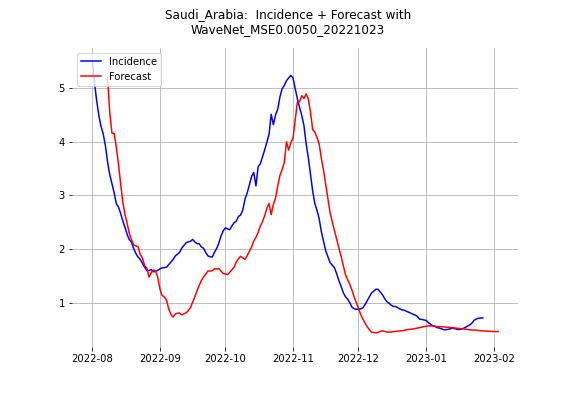 Saudi_Arabia:  Incidence + Forecast with
WaveNet_MSE0.0050_20221023
Incidence
Forecast
5
4
3
2
1
2022-08 2022-09 2022-10 2022-11 2022-12 2023-01 2023-02